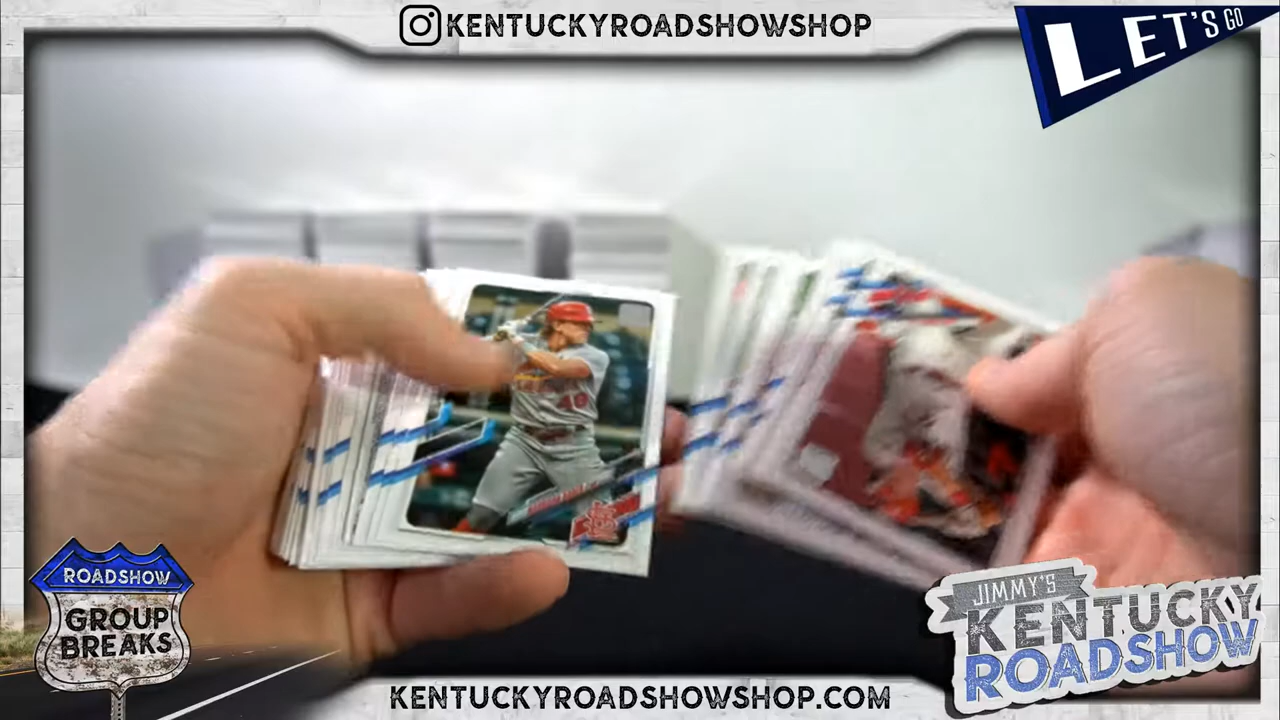 KENTUCKYROADSHOWSHOP
LET'S GO
ROADSHOW
GROUP
BREAKS
JIMMY'S
KENTUCKY
ROADSHOW
KENTUCKYROADSHOWSHOP.COM